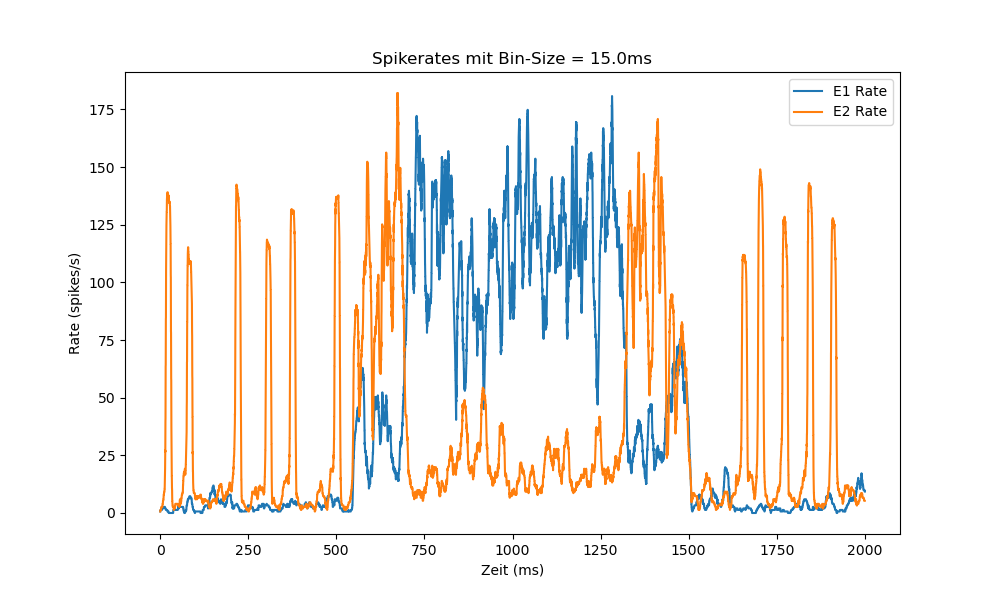 Spikerates mit Bin-Size = 15.0ms
E1 Rate
E2 Rate
175
150
125
100
75
50
25
0
Rate (spikes/s)
0 250 500 750 1000 1250 1500 1750 2000
Zeit (ms)